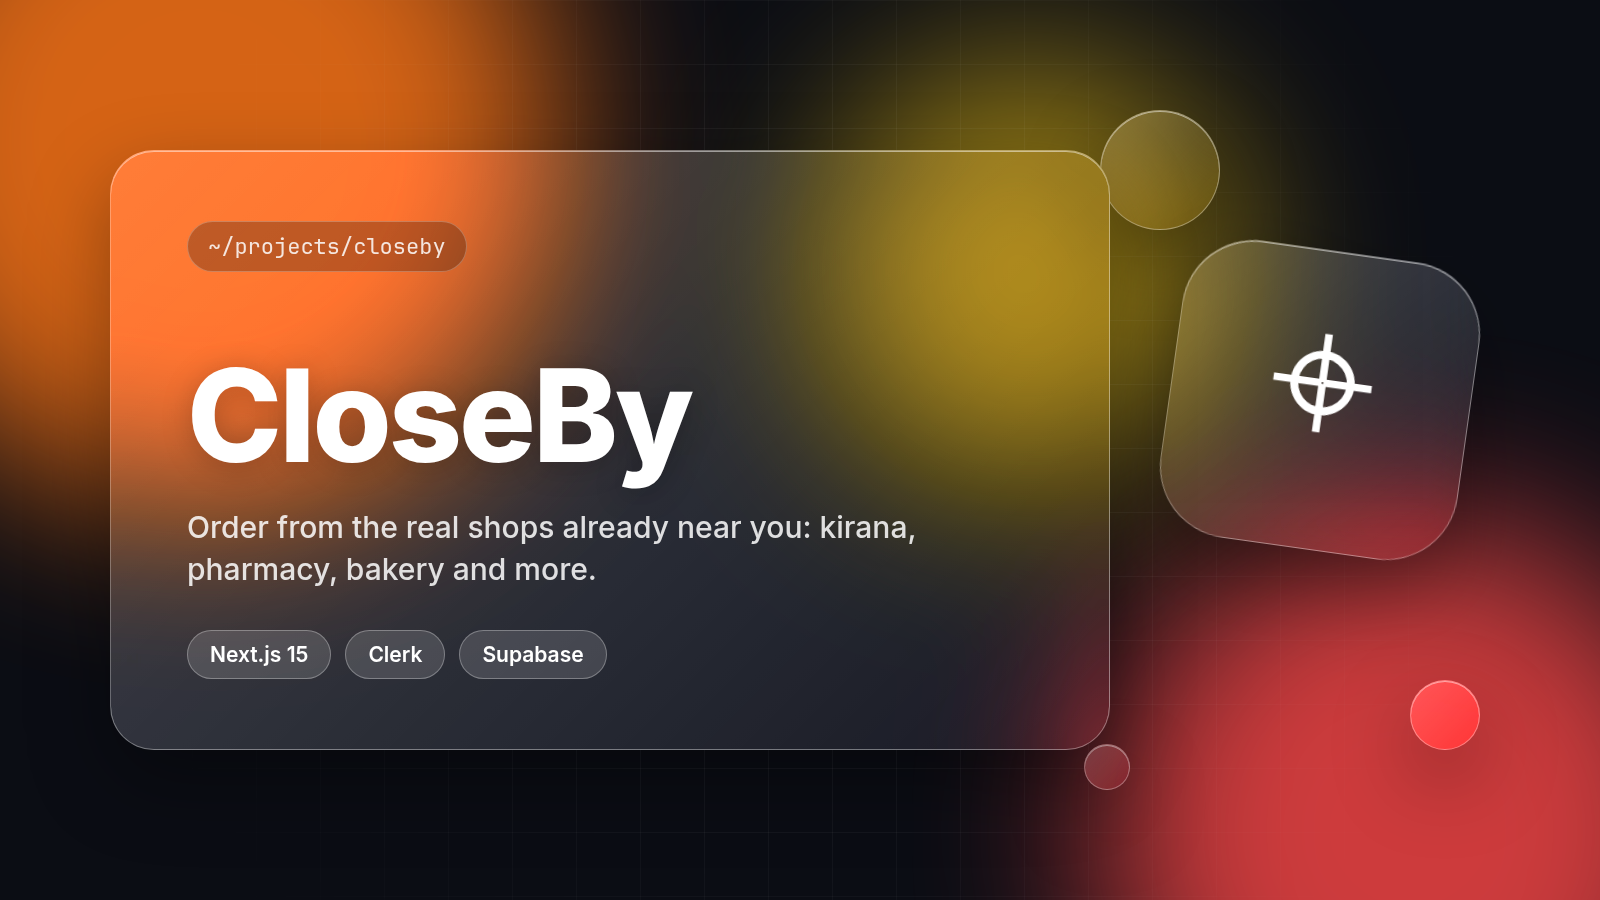 ~/projects/closeby
CloseBy
Order from the real shops already near you: kirana,
pharmacy, bakery and more.
Next.js 15
Clerk
Supabase